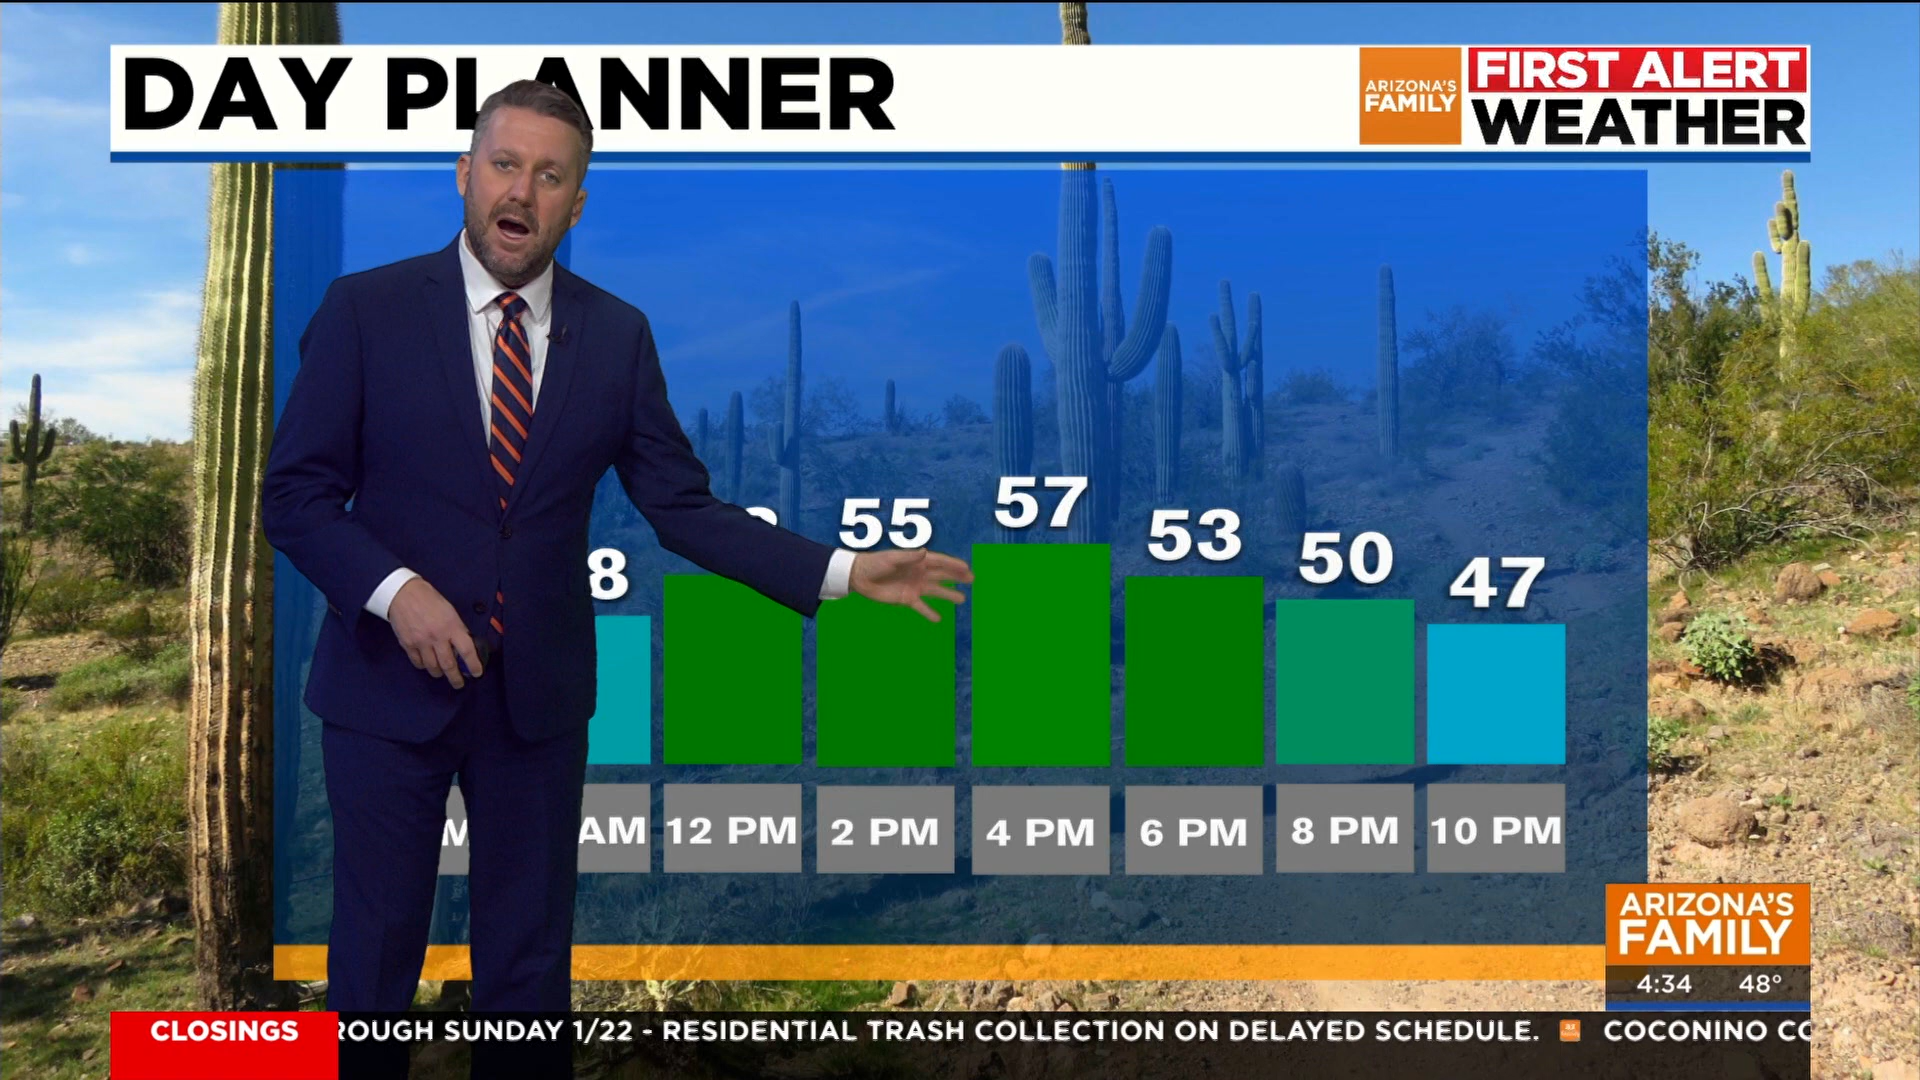 DAY PLANNER
ARIZONA'S
FAMILY
FIRST ALERT
WEATHER
8 55 57 53 50 47
AM 12 PM 2 PM 4 PM 6 PM 8 PM 10 PM
ARIZONA'S
FAMILY
4:34 48°
CLOSINGS ROUGH SUNDAY 1/22 - RESIDENTIAL TRASH COLLECTION ON DELAYED SCHEDULE. COCONINO